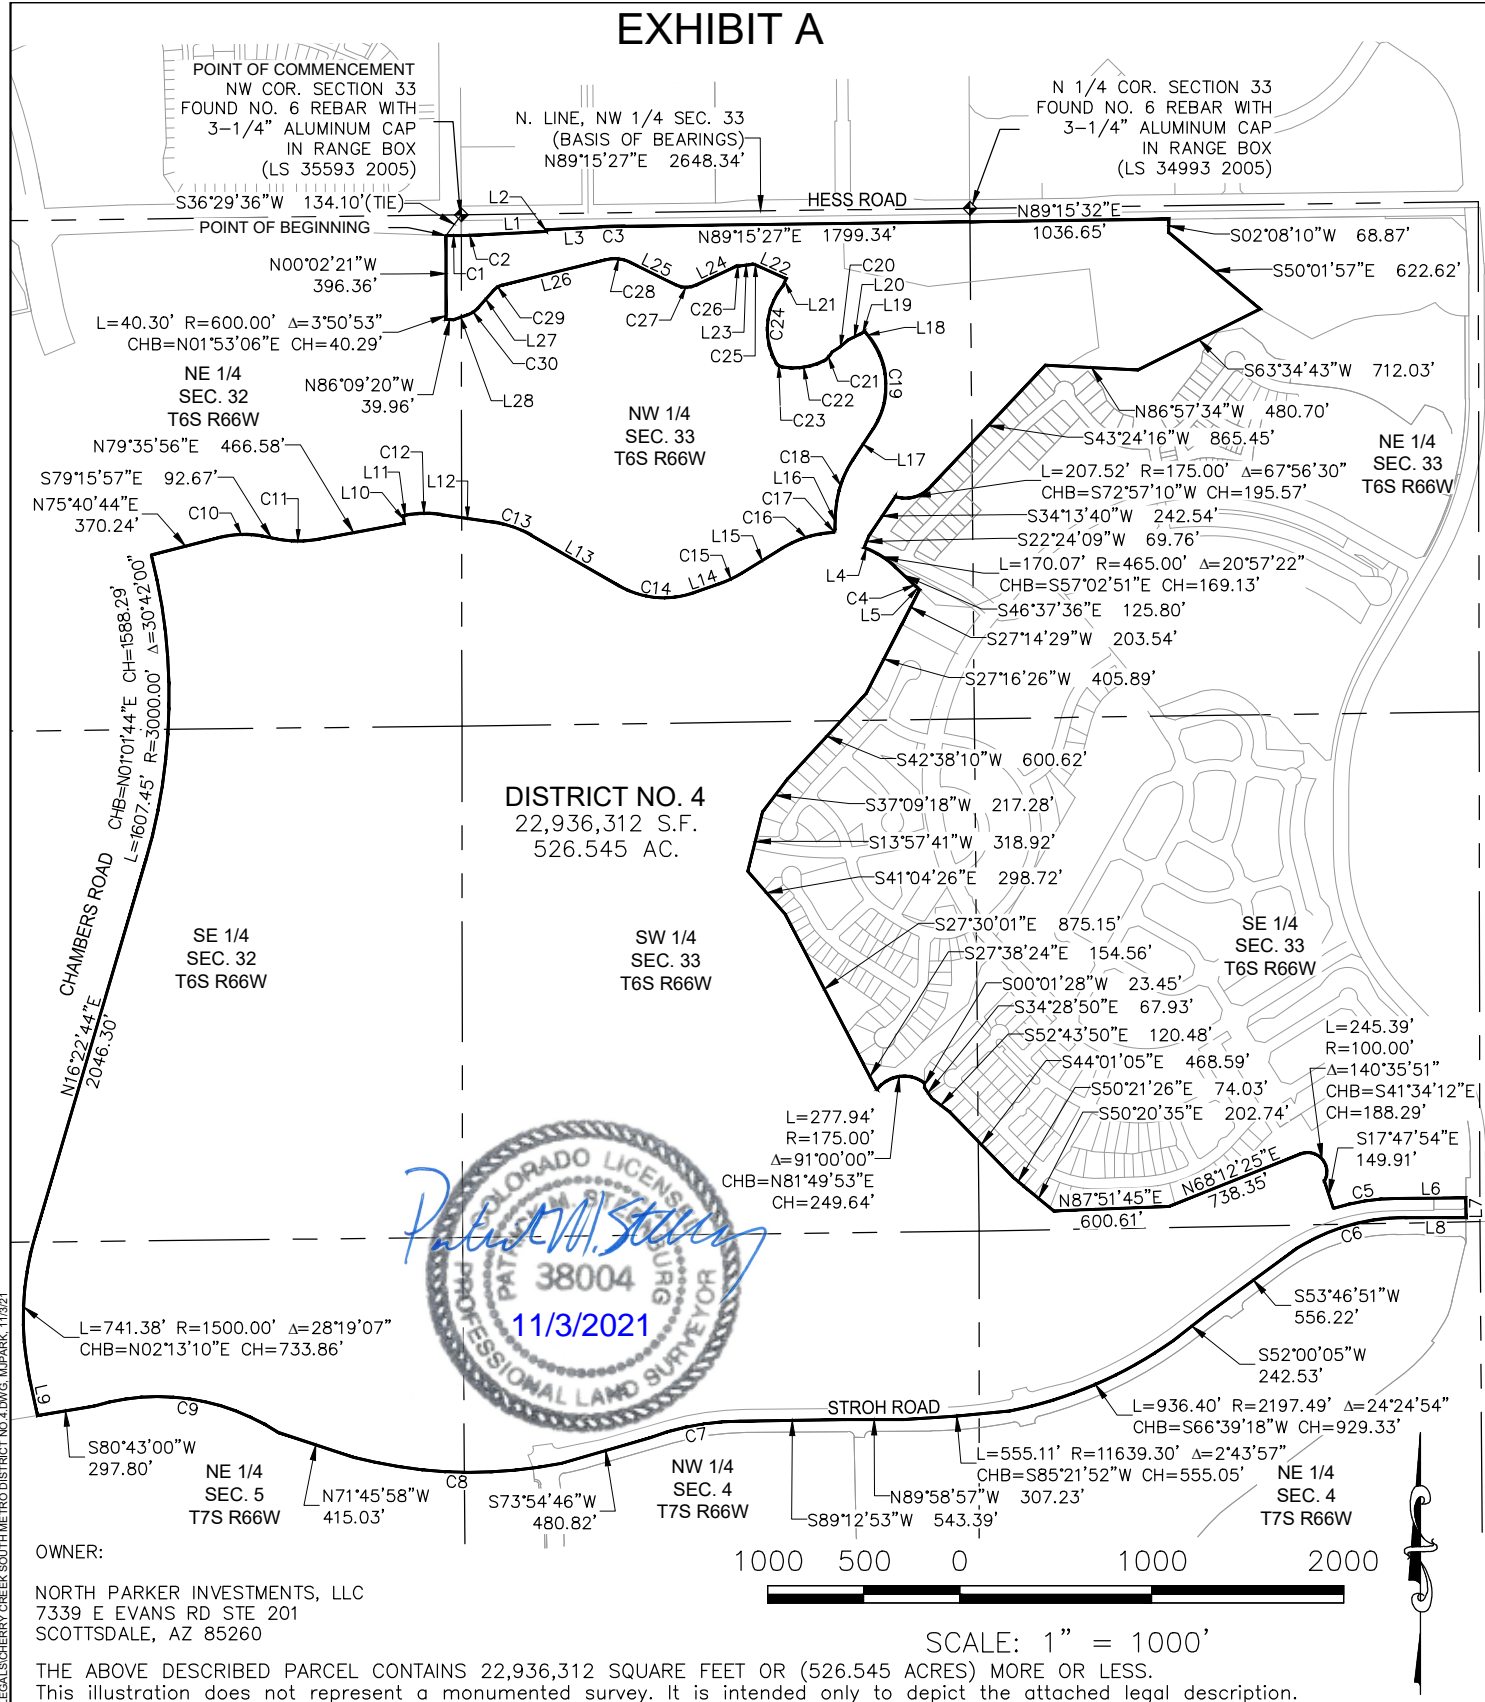 EXHIBIT A
POINT OF COMMENCEMENT
NW COR. SECTION 33
FOUND NO. 6 REBAR WITH
3-1/4" ALUMINUM CAP
IN RANGE BOX
(LS 35593 2005)
N. LINE, NW 1/4 SEC. 33
(BASIS OF BEARINGS)
N89°15'27"E 2648.34'
N 1/4 COR. SECTION 33
FOUND NO. 6 REBAR WITH
3-1/4" ALUMINUM CAP
IN RANGE BOX
(LS 34993 2005)
S36°29'36"W 134.10'(TIE)
POINT OF BEGINNING
L2
L1
L3
C3
HESS ROAD
N89°15'27"E 1799.34'
N89°15'32"E
1036.65'
S02°08'10"W 68.87'
S50°01'57"E 622.62'
N00°02'21"W
396.36'
C1
C2
L26
L25
L24
L22
C20
L20
L19
L18
C28
C27
C26
L23
C25
L21
C24
C29
L27
C30
L28
C23
C22
C21
C19
L=40.30' R=600.00' Δ=3°50'53"
CHB=N01°53'06"E CH=40.29'
NE 1/4
SEC. 32
T6S R66W
N86°09'20"W
39.96'
NW 1/4
SEC. 33
T6S R66W
S63°34'43"W 712.03'
N86°57'34"W 480.70'
S43°24'16"W 865.45'
NE 1/4
SEC. 33
T6S R66W
N79°35'56"E 466.58'
S79°15'57"E 92.67'
N75°40'44"E
370.24'
C10
C11
L10
L11
C12
L12
C13
L13
C14
L14
C15
L15
C16
C17
L16
C18
L17
L=207.52' R=175.00' Δ=67°56'30"
CHB=S72°57'10"W CH=195.57'
S34°13'40"W 242.54'
S22°24'09"W 69.76'
L4
L=170.07' R=465.00' Δ=20°57'22"
CHB=S57°02'51"E CH=169.13'
C4
L5
S46°37'36"E 125.80'
S27°14'29"W 203.54'
S27°16'26"W 405.89'
CHB=N01°01'44"E CH=1588.29'
L=1607.45' R=3000.00' Δ=30°42'00"
CHAMBERS ROAD
S42°38'10"W 600.62'
DISTRICT NO. 4
22,936,312 S.F.
526.545 AC.
S37°09'18"W 217.28'
S13°57'41"W 318.92'
S41°04'26"E 298.72'
SE 1/4
SEC. 32
T6S R66W
SW 1/4
SEC. 33
T6S R66W
SE 1/4
SEC. 33
T6S R66W
S27°30'01"E 875.15'
S27°38'24"E 154.56'
S00°01'28"W 23.45'
S34°28'50"E 67.93'
S52°43'50"E 120.48'
S44°01'05"E 468.59'
S50°21'26"E 74.03'
S50°20'35"E 202.74'
N16°22'44"E
2046.30'
L=245.39'
R=100.00'
Δ=140°35'51"
CHB=S41°34'12"E
CH=188.29'
S17°47'54"E
149.91'
L=277.94'
R=175.00'
Δ=91°00'00"
CHB=N81°49'53"E
CH=249.64'
N87°51'45"E
600.61'
N68°12'25"E
738.35'
C5
L6
L7
L8
C6
COLORADO LICENSED
PROFESSIONAL LAND SURVEYOR
38004
11/3/2021
L=741.38' R=1500.00' Δ=28°19'07"
CHB=N02°13'10"E CH=733.86'
S53°46'51"W
556.22'
S52°00'05"W
242.53'
L9
C9
C8
C7
STROH ROAD
L=936.40' R=2197.49' Δ=24°24'54"
CHB=S66°39'18"W CH=929.33'
L=555.11' R=11639.30' Δ=2°43'57"
CHB=S85°21'52"W CH=555.05'
S80°43'00"W
297.80'
NE 1/4
SEC. 5
T7S R66W
N71°45'58"W
415.03'
S73°54'46"W
480.82'
NW 1/4
SEC. 4
T7S R66W
N89°58'57"W 307.23'
S89°12'53"W 543.39'
NE 1/4
SEC. 4
T7S R66W
OWNER:
NORTH PARKER INVESTMENTS, LLC
7339 E EVANS RD STE 201
SCOTTSDALE, AZ 85260
1000 500 0 1000 2000
SCALE: 1" = 1000'
THE ABOVE DESCRIBED PARCEL CONTAINS 22,936,312 SQUARE FEET OR (526.545 ACRES) MORE OR LESS.
This illustration does not represent a monumented survey. It is intended only to depict the attached legal description.
LEGALS\CHERRY CREEK SOUTH METRO DISTRICT NO.4.DWG, MJPARK, 11/3/21